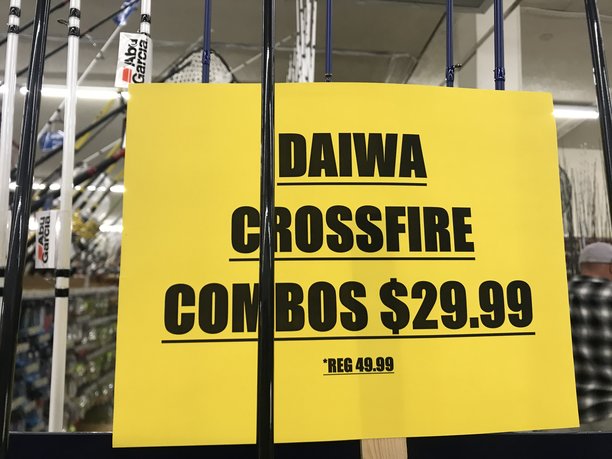 Abu
Garcia
Abu
Garcia
DAIWA
CROSSFIRE
COMBOS $29.99
*REG 49.99